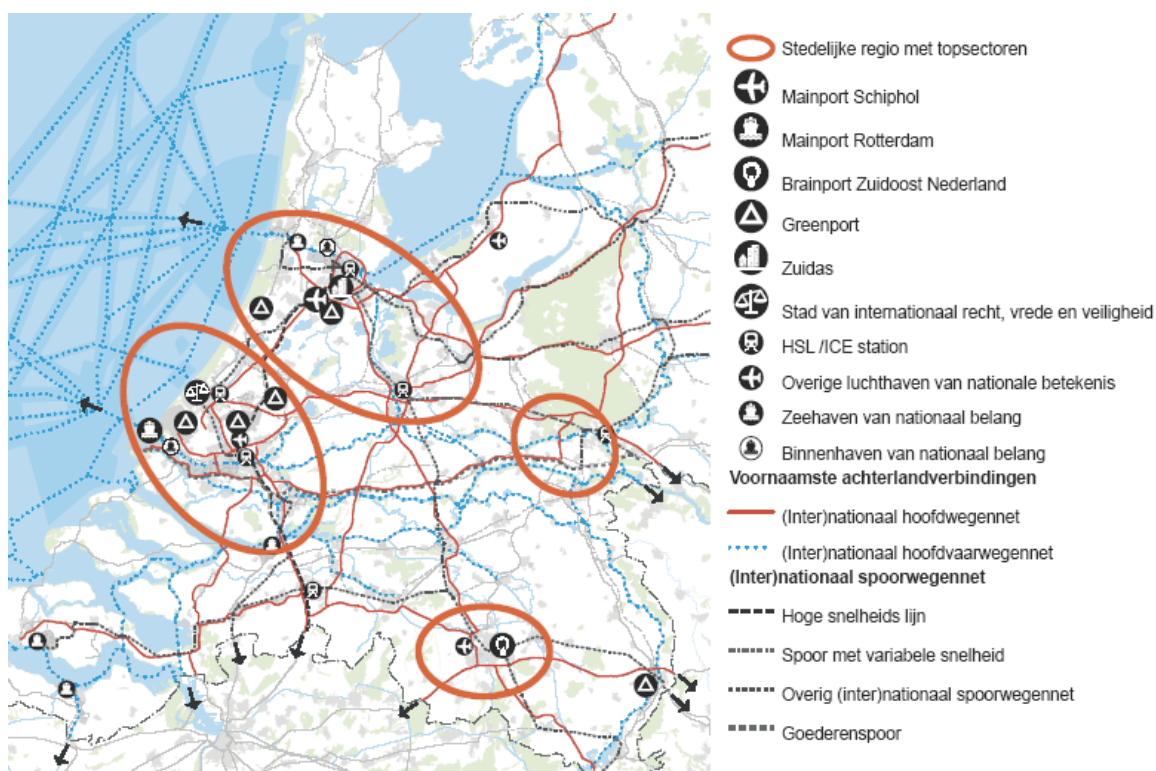 Stedelijke regio met topsectoren
Mainport Schiphol
Mainport Rotterdam
Brainport Zuidoost Nederland
Greenport
Zuidas
Stad van internationaal recht, vrede en veiligheid
HSL /ICE station
Overige luchthaven van nationale betekenis
Zeehaven van nationaal belang
Binnenhaven van nationaal belang
Voornaamste achterlandverbindingen
(Inter)nationaal hoofdwegennet
(Inter)nationaal hoofdvaarwegennet
(Inter)nationaal spoorwegennet
Hoge snelheids lijn
Spoor met variabele snelheid
Overig (inter)nationaal spoorwegennet
Goederenspoor